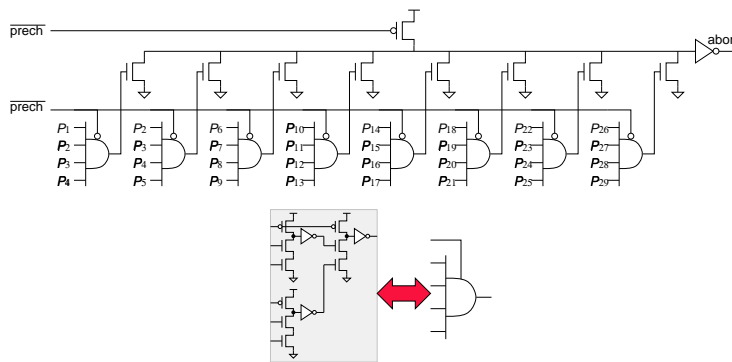 prech
abor
prech
P1 P2 P6 P10 P14 P18 P22 P26
P2 P3 P7 P11 P15 P19 P23 P27
P3 P4 P8 P12 P16 P20 P24 P28
P4 P5 P9 P13 P17 P21 P25 P29